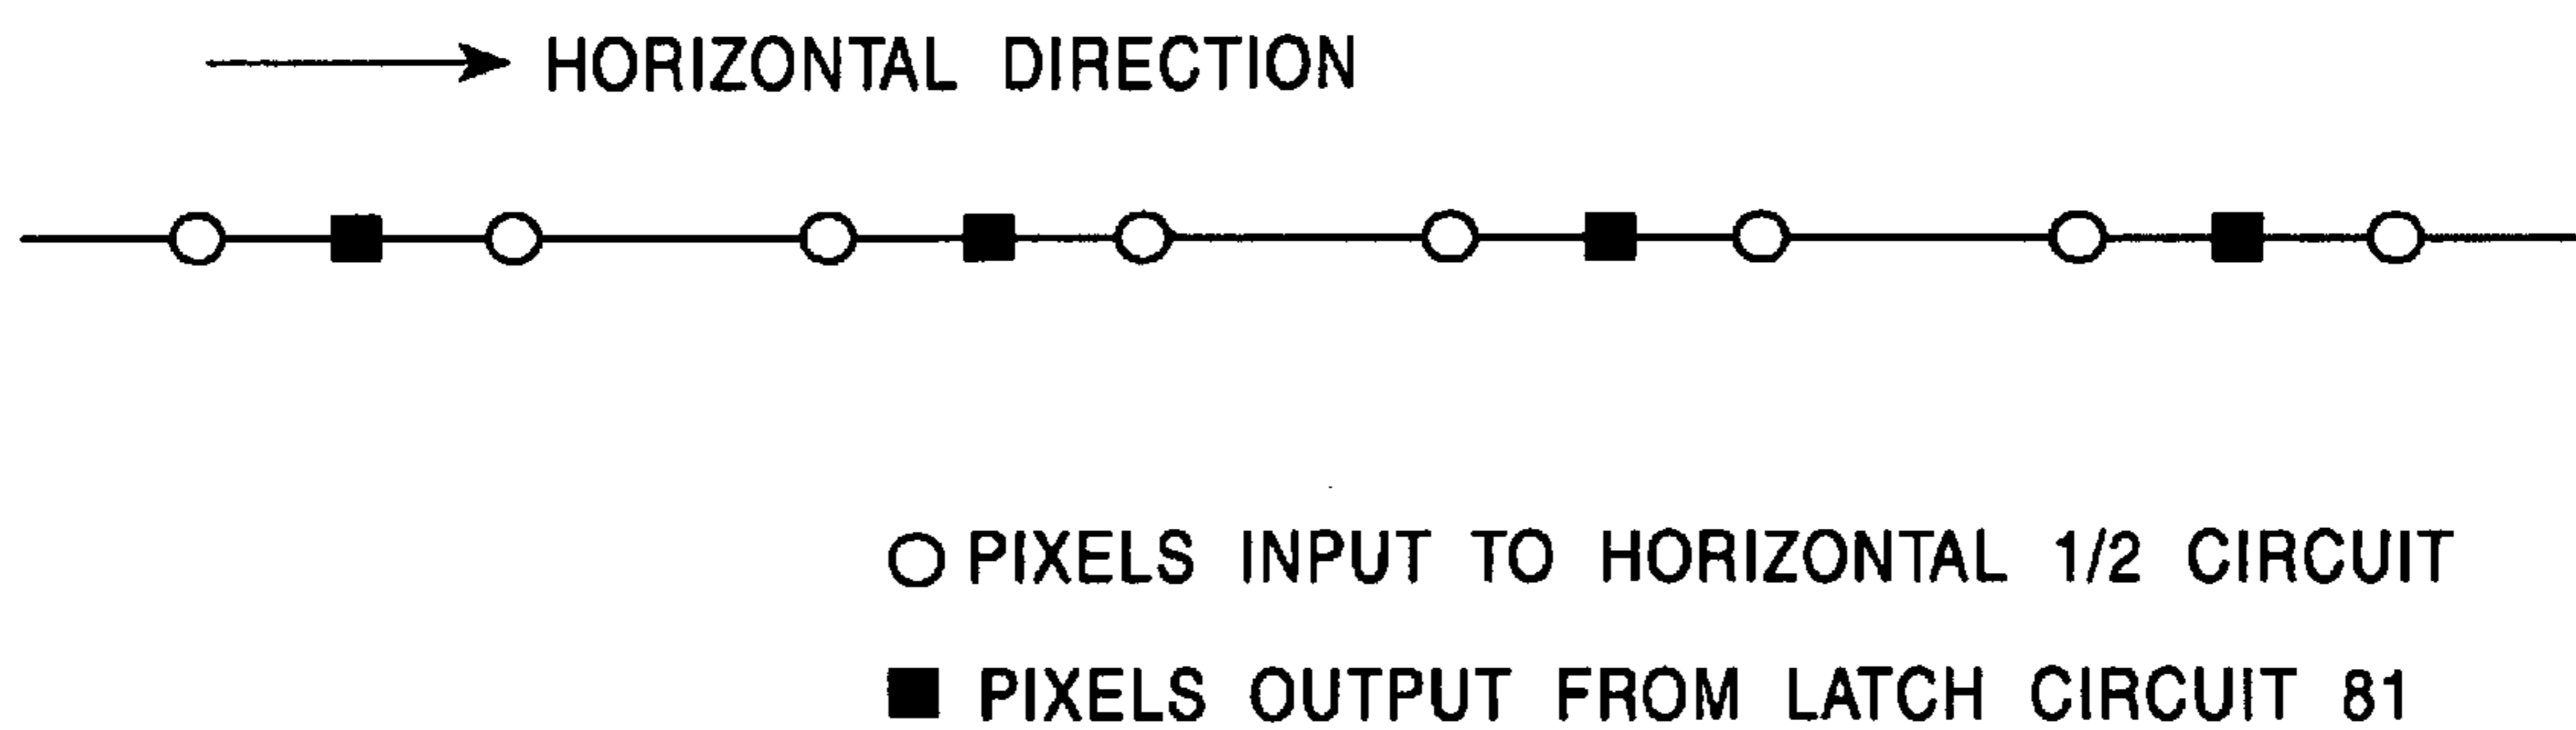 HORIZONTAL DIRECTION
PIXELS INPUT TO HORIZONTAL 1/2 CIRCUIT
PIXELS OUTPUT FROM LATCH CIRCUIT 81